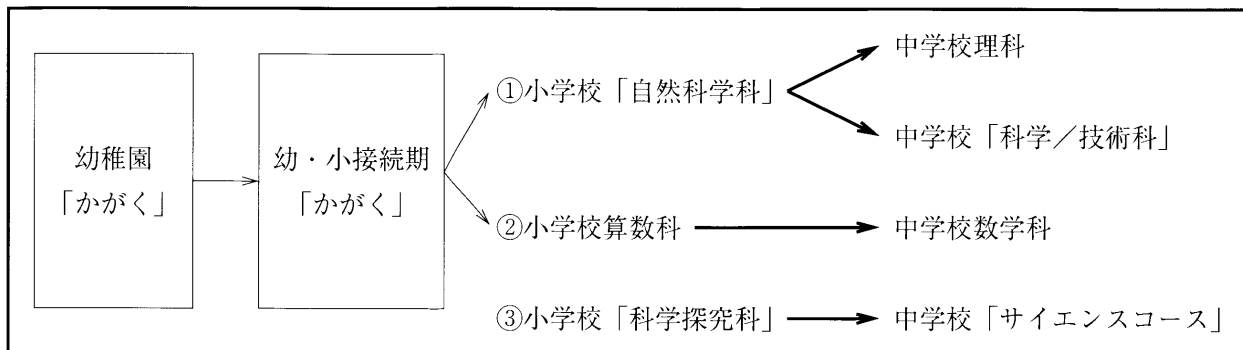 幼稚園
「かがく」
幼・小接続期
「かがく」
①小学校「自然科学科」
②小学校算数科
③小学校「科学探究科」
中学校理科
中学校「科学／技術科」
中学校数学科
中学校「サイエンスコース」